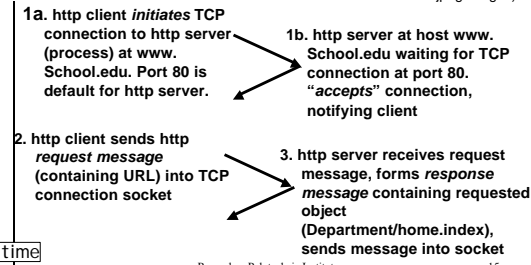 1a. http client initiates TCP
connection to http server
(process) at www.
School.edu. Port 80 is
default for http server.
1b. http server at host www.
School.edu waiting for TCP
connection at port 80.
“accepts” connection,
notifying client
2. http client sends http
request message
(containing URL) into TCP
connection socket
3. http server receives request
message, forms response
message containing requested
object
(Department/home.index),
sends message into socket
time